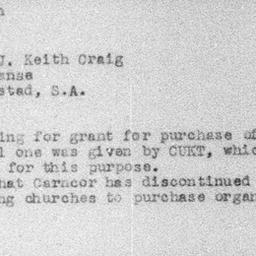 J. Keith Craig
anse
stad, S.A.
ing for grant for purchase of
l one was given by CUKT, whic
for this purpose.
hat Carncor has discontinued
ng churches to purchase organ